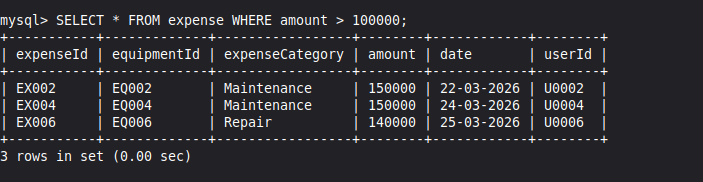 mysql> SELECT * FROM expense WHERE amount > 100000;
+-----------+-------------+-----------------+--------+------------+--------+
| expenseId | equipmentId | expenseCategory | amount | date       | userId |
+-----------+-------------+-----------------+--------+------------+--------+
| EX002     | EQ002       | Maintenance     | 150000 | 22-03-2026 | U0002  |
| EX004     | EQ004       | Maintenance     | 150000 | 24-03-2026 | U0004  |
| EX006     | EQ006       | Repair          | 140000 | 25-03-2026 | U0006  |
+-----------+-------------+-----------------+--------+------------+--------+
3 rows in set (0.00 sec)